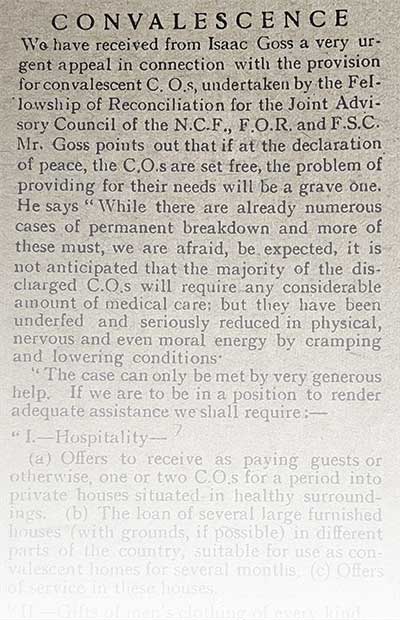 CONVALESCENCE
We have received from Isaac Goss a very ur-
gent appeal in connection with the provision
for convalescent C. O.s, undertaken by the Fel-
lowship of Reconciliation for the Joint Advi-
sory Council of the N.C.F., F.O.R. and F.S.C.
Mr. Goss points out that if at the declaration
of peace, the C.O.s are set free, the problem of
providing for their needs will be a grave one.
He says "While there are already numerous
cases of permanent breakdown and more of
these must, we are afraid, be expected, it is
not anticipated that the majority of the dis-
charged C.O.s will require any considerable
amount of medical care; but they have been
underfed and seriously reduced in physical,
nervous and even moral energy by cramping
and lowering conditions.
"The case can only be met by very generous
help. If we are to be in a position to render
adequate assistance we shall require:—
"I.—Hospitality—
(a) Offers to receive as paying guests or
otherwise, one or two C.O.s for a period into
private houses situated in healthy surround-
ings. (b) The loan of several large furnished
houses (with grounds, if possible) in different
parts of the country, suitable for use as con-
valescent homes for several months. (c) Offers
of service in these houses.
"II.—Gifts of men's clothing of every kind.